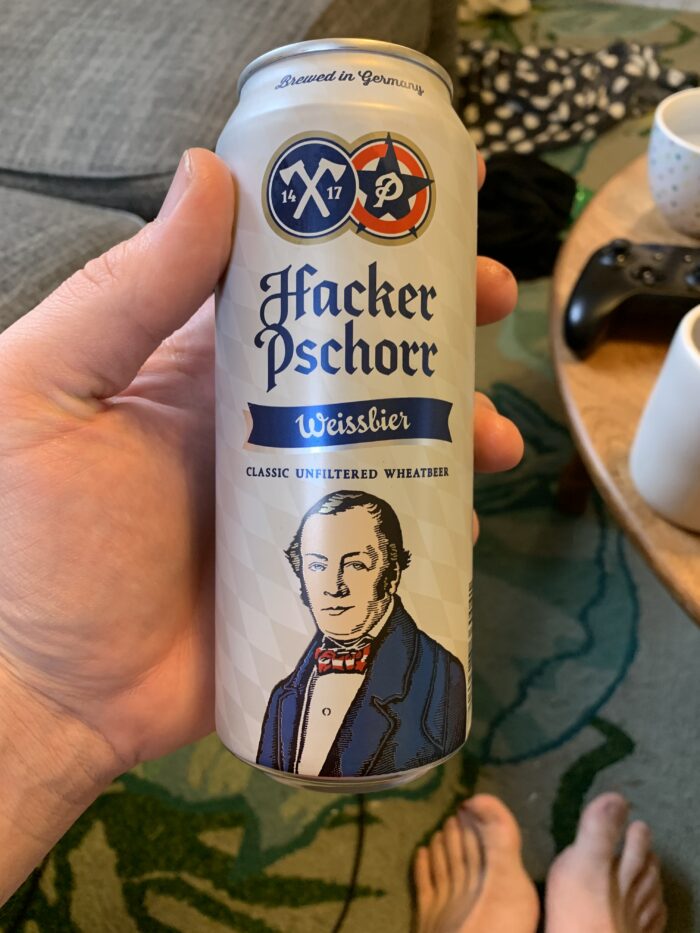 Brewed in Germany
14 17
P
Hacker
Pschorr
Weissbier
CLASSIC UNFILTERED WHEATBEER